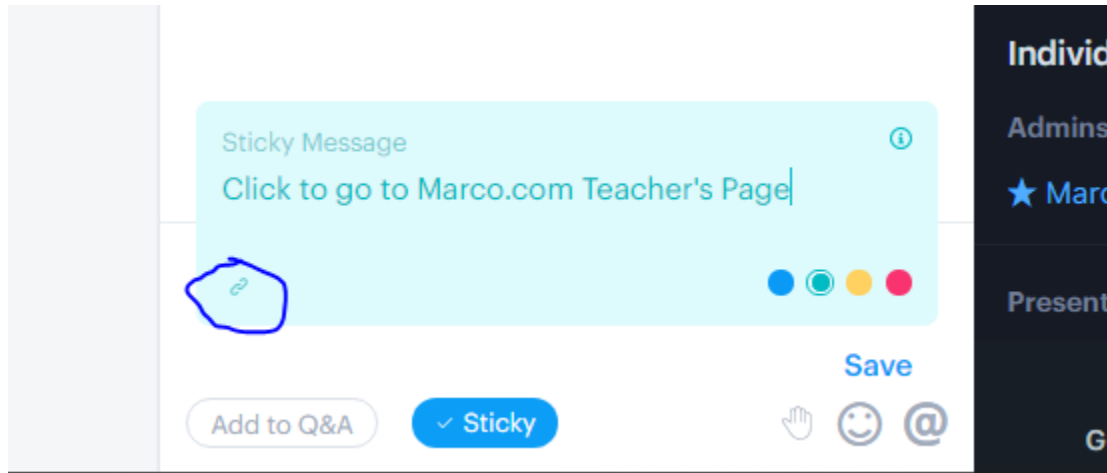 Individ
Admins
★ Marc
Present
G
Sticky Message
Click to go to Marco.com Teacher's Page
Save
Add to Q&A
✓ Sticky
@